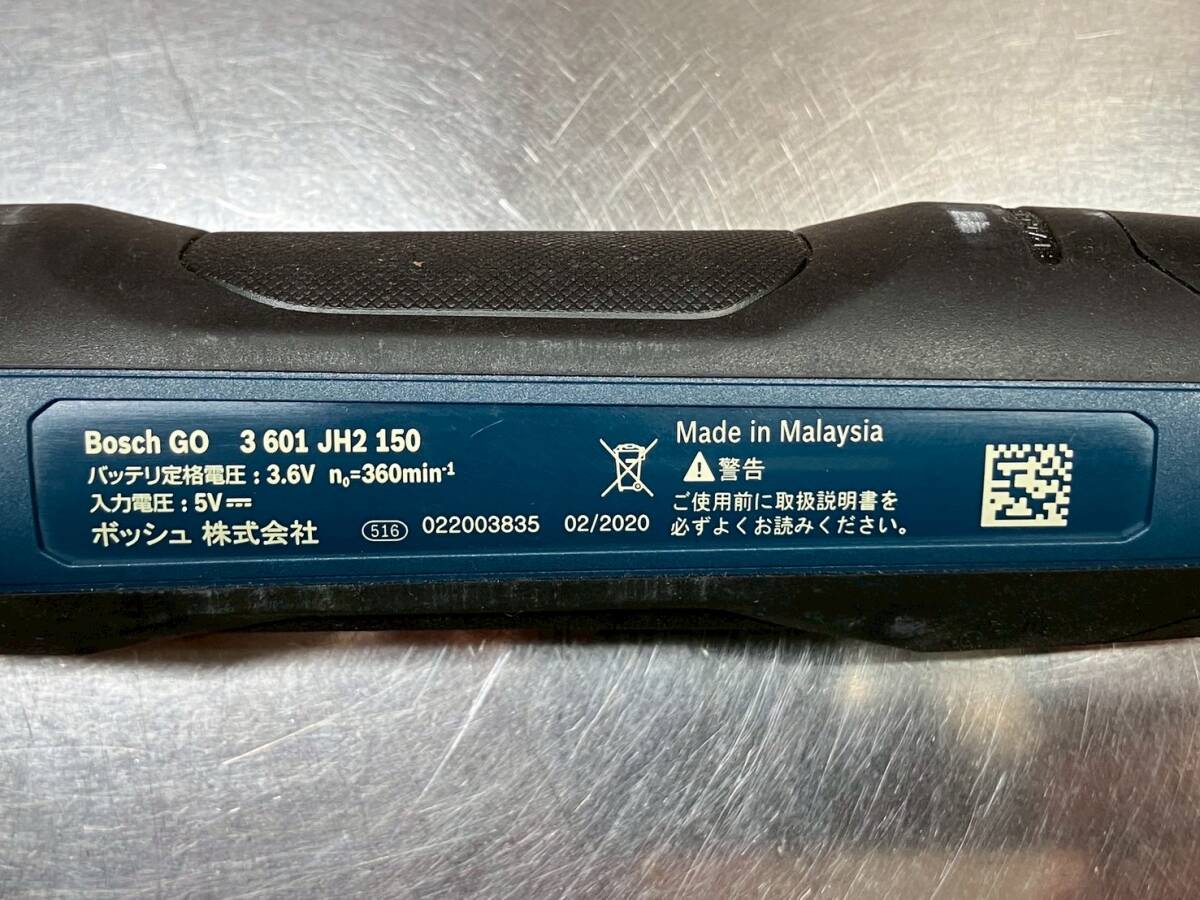 Bosch GO 3 601 JH2 150
バッテリ定格電圧 : 3.6V n₀=360min⁻¹
入力電圧 : 5V⎓
ボッシュ 株式会社
516 022003835 02/2020
Made in Malaysia
警告
ご使用前に取扱説明書を
必ずよくお読みください。